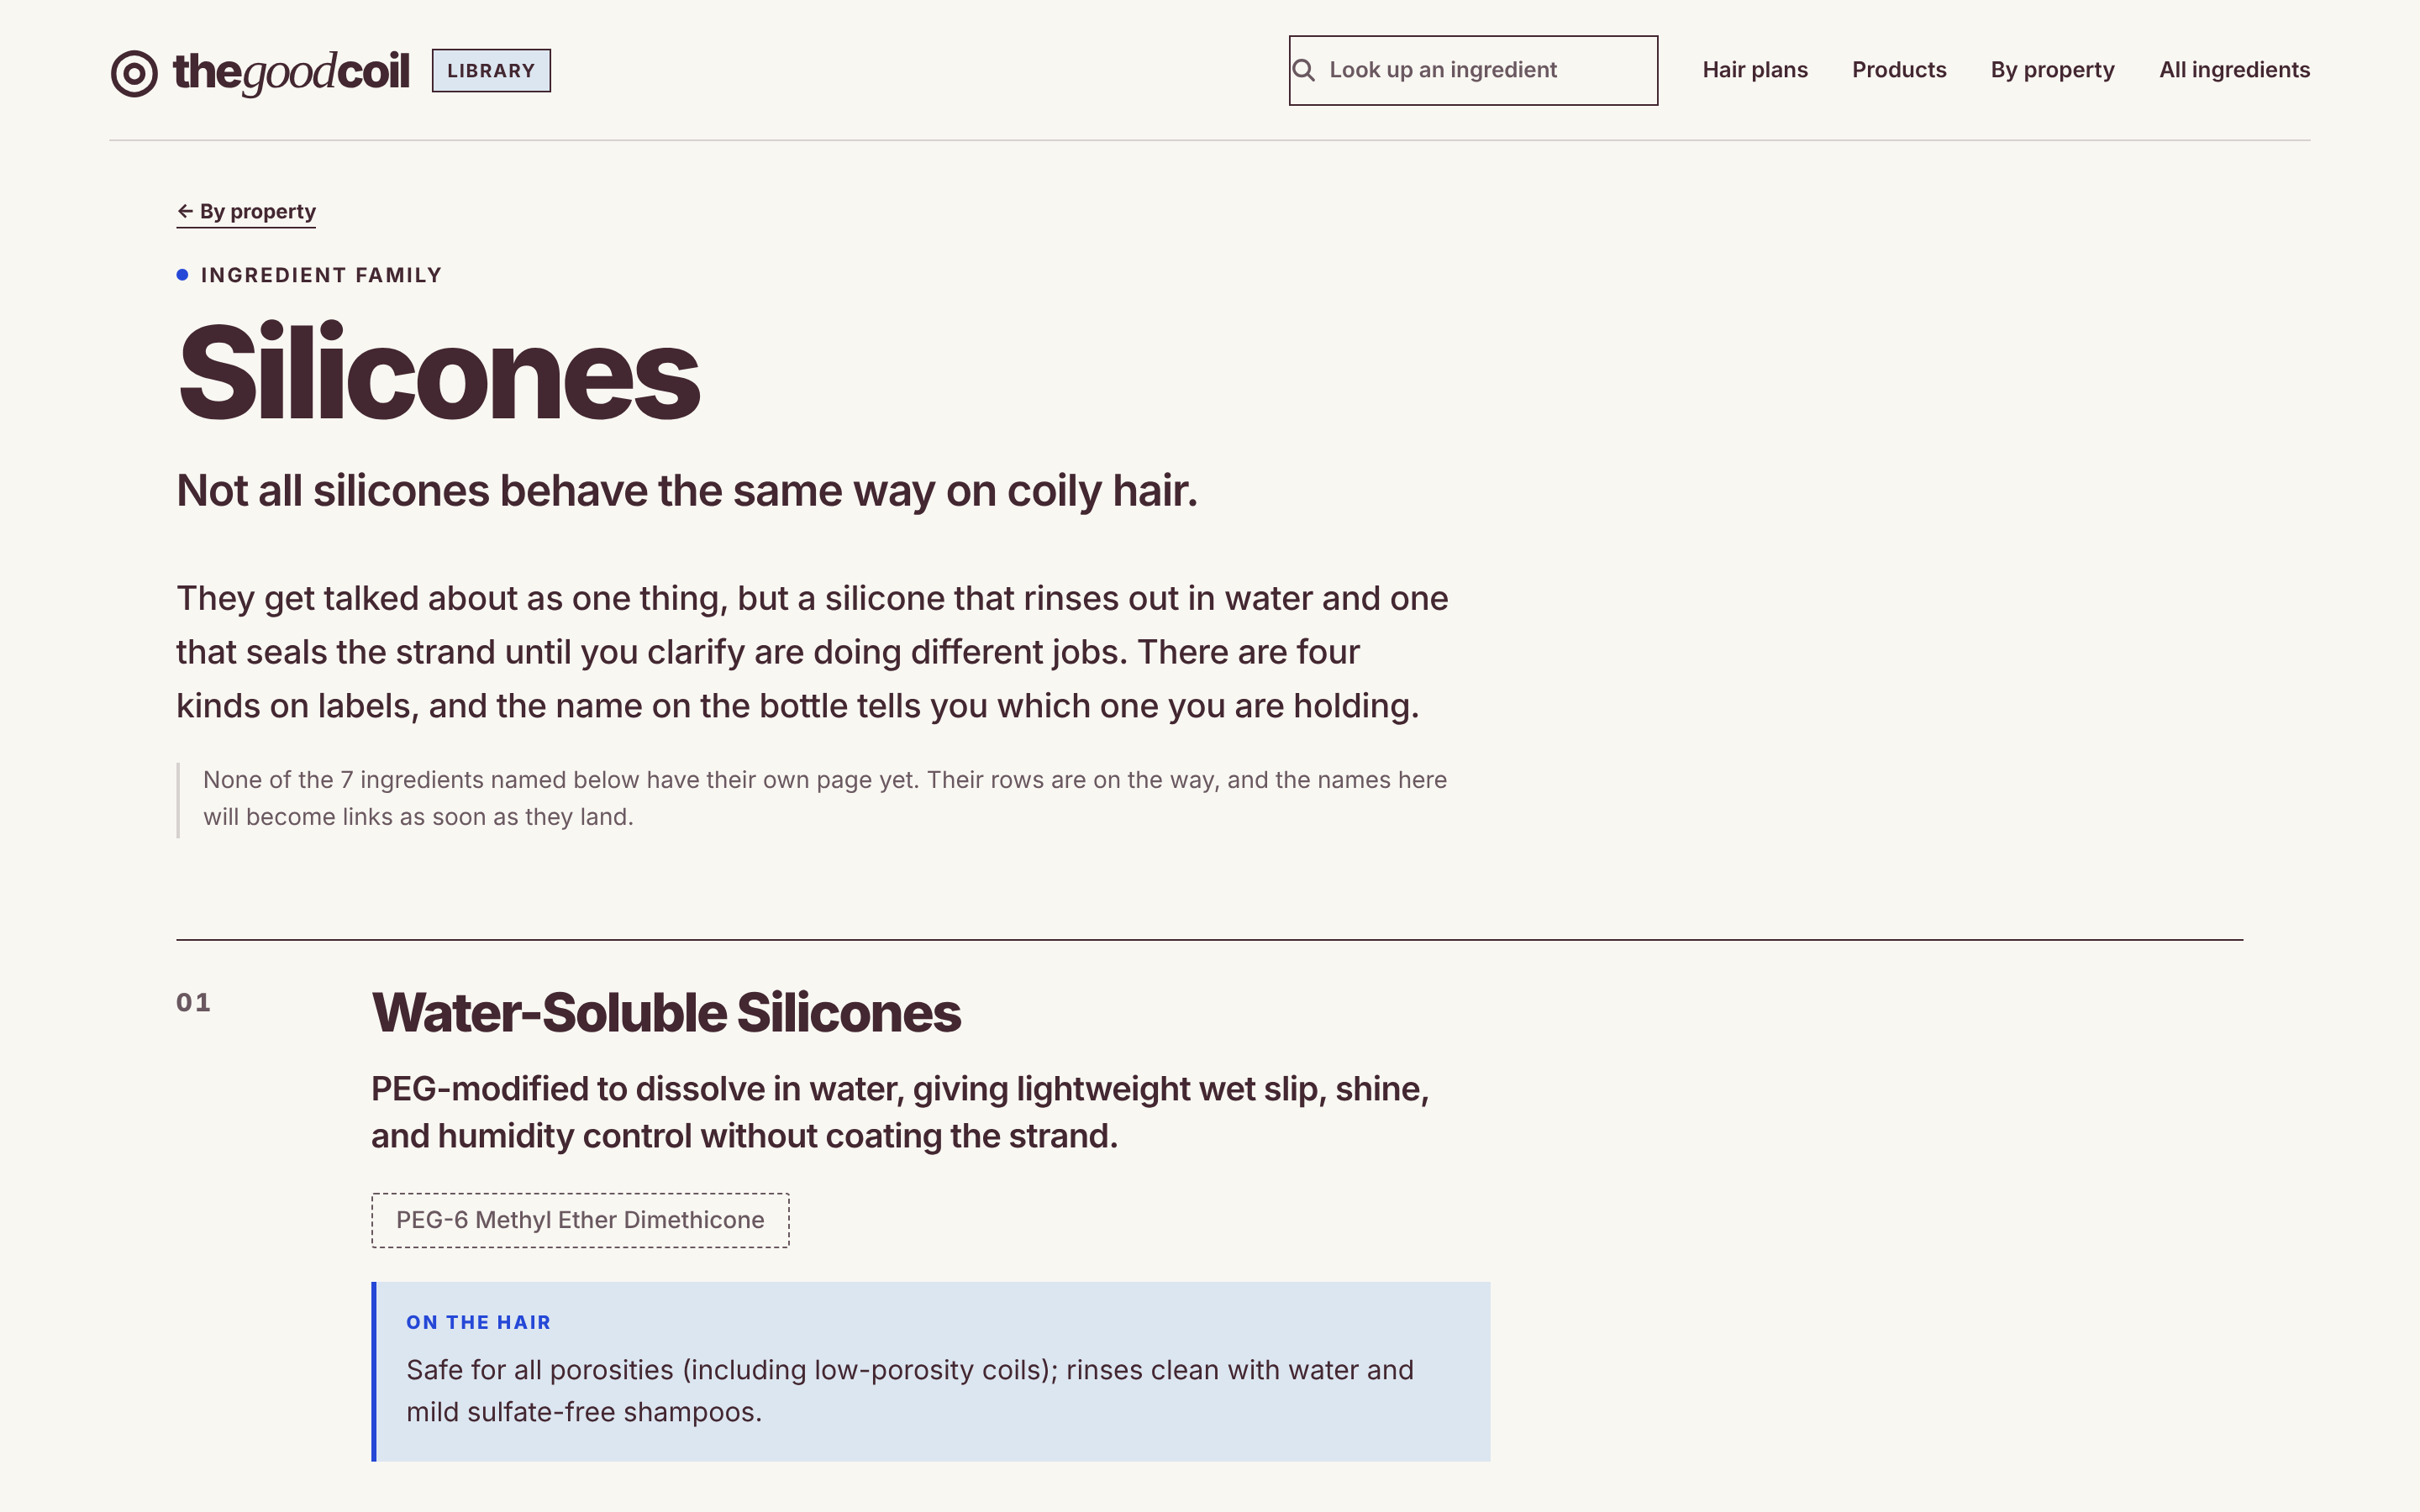 thegoodcoil LIBRARY
Look up an ingredient
Hair plans
Products
By property
All ingredients
← By property
INGREDIENT FAMILY
Silicones
Not all silicones behave the same way on coily hair.
They get talked about as one thing, but a silicone that rinses out in water and one
that seals the strand until you clarify are doing different jobs. There are four
kinds on labels, and the name on the bottle tells you which one you are holding.
None of the 7 ingredients named below have their own page yet. Their rows are on the way, and the names here
will become links as soon as they land.
01
Water-Soluble Silicones
PEG-modified to dissolve in water, giving lightweight wet slip, shine,
and humidity control without coating the strand.
PEG-6 Methyl Ether Dimethicone
ON THE HAIR
Safe for all porosities (including low-porosity coils); rinses clean with water and
mild sulfate-free shampoos.